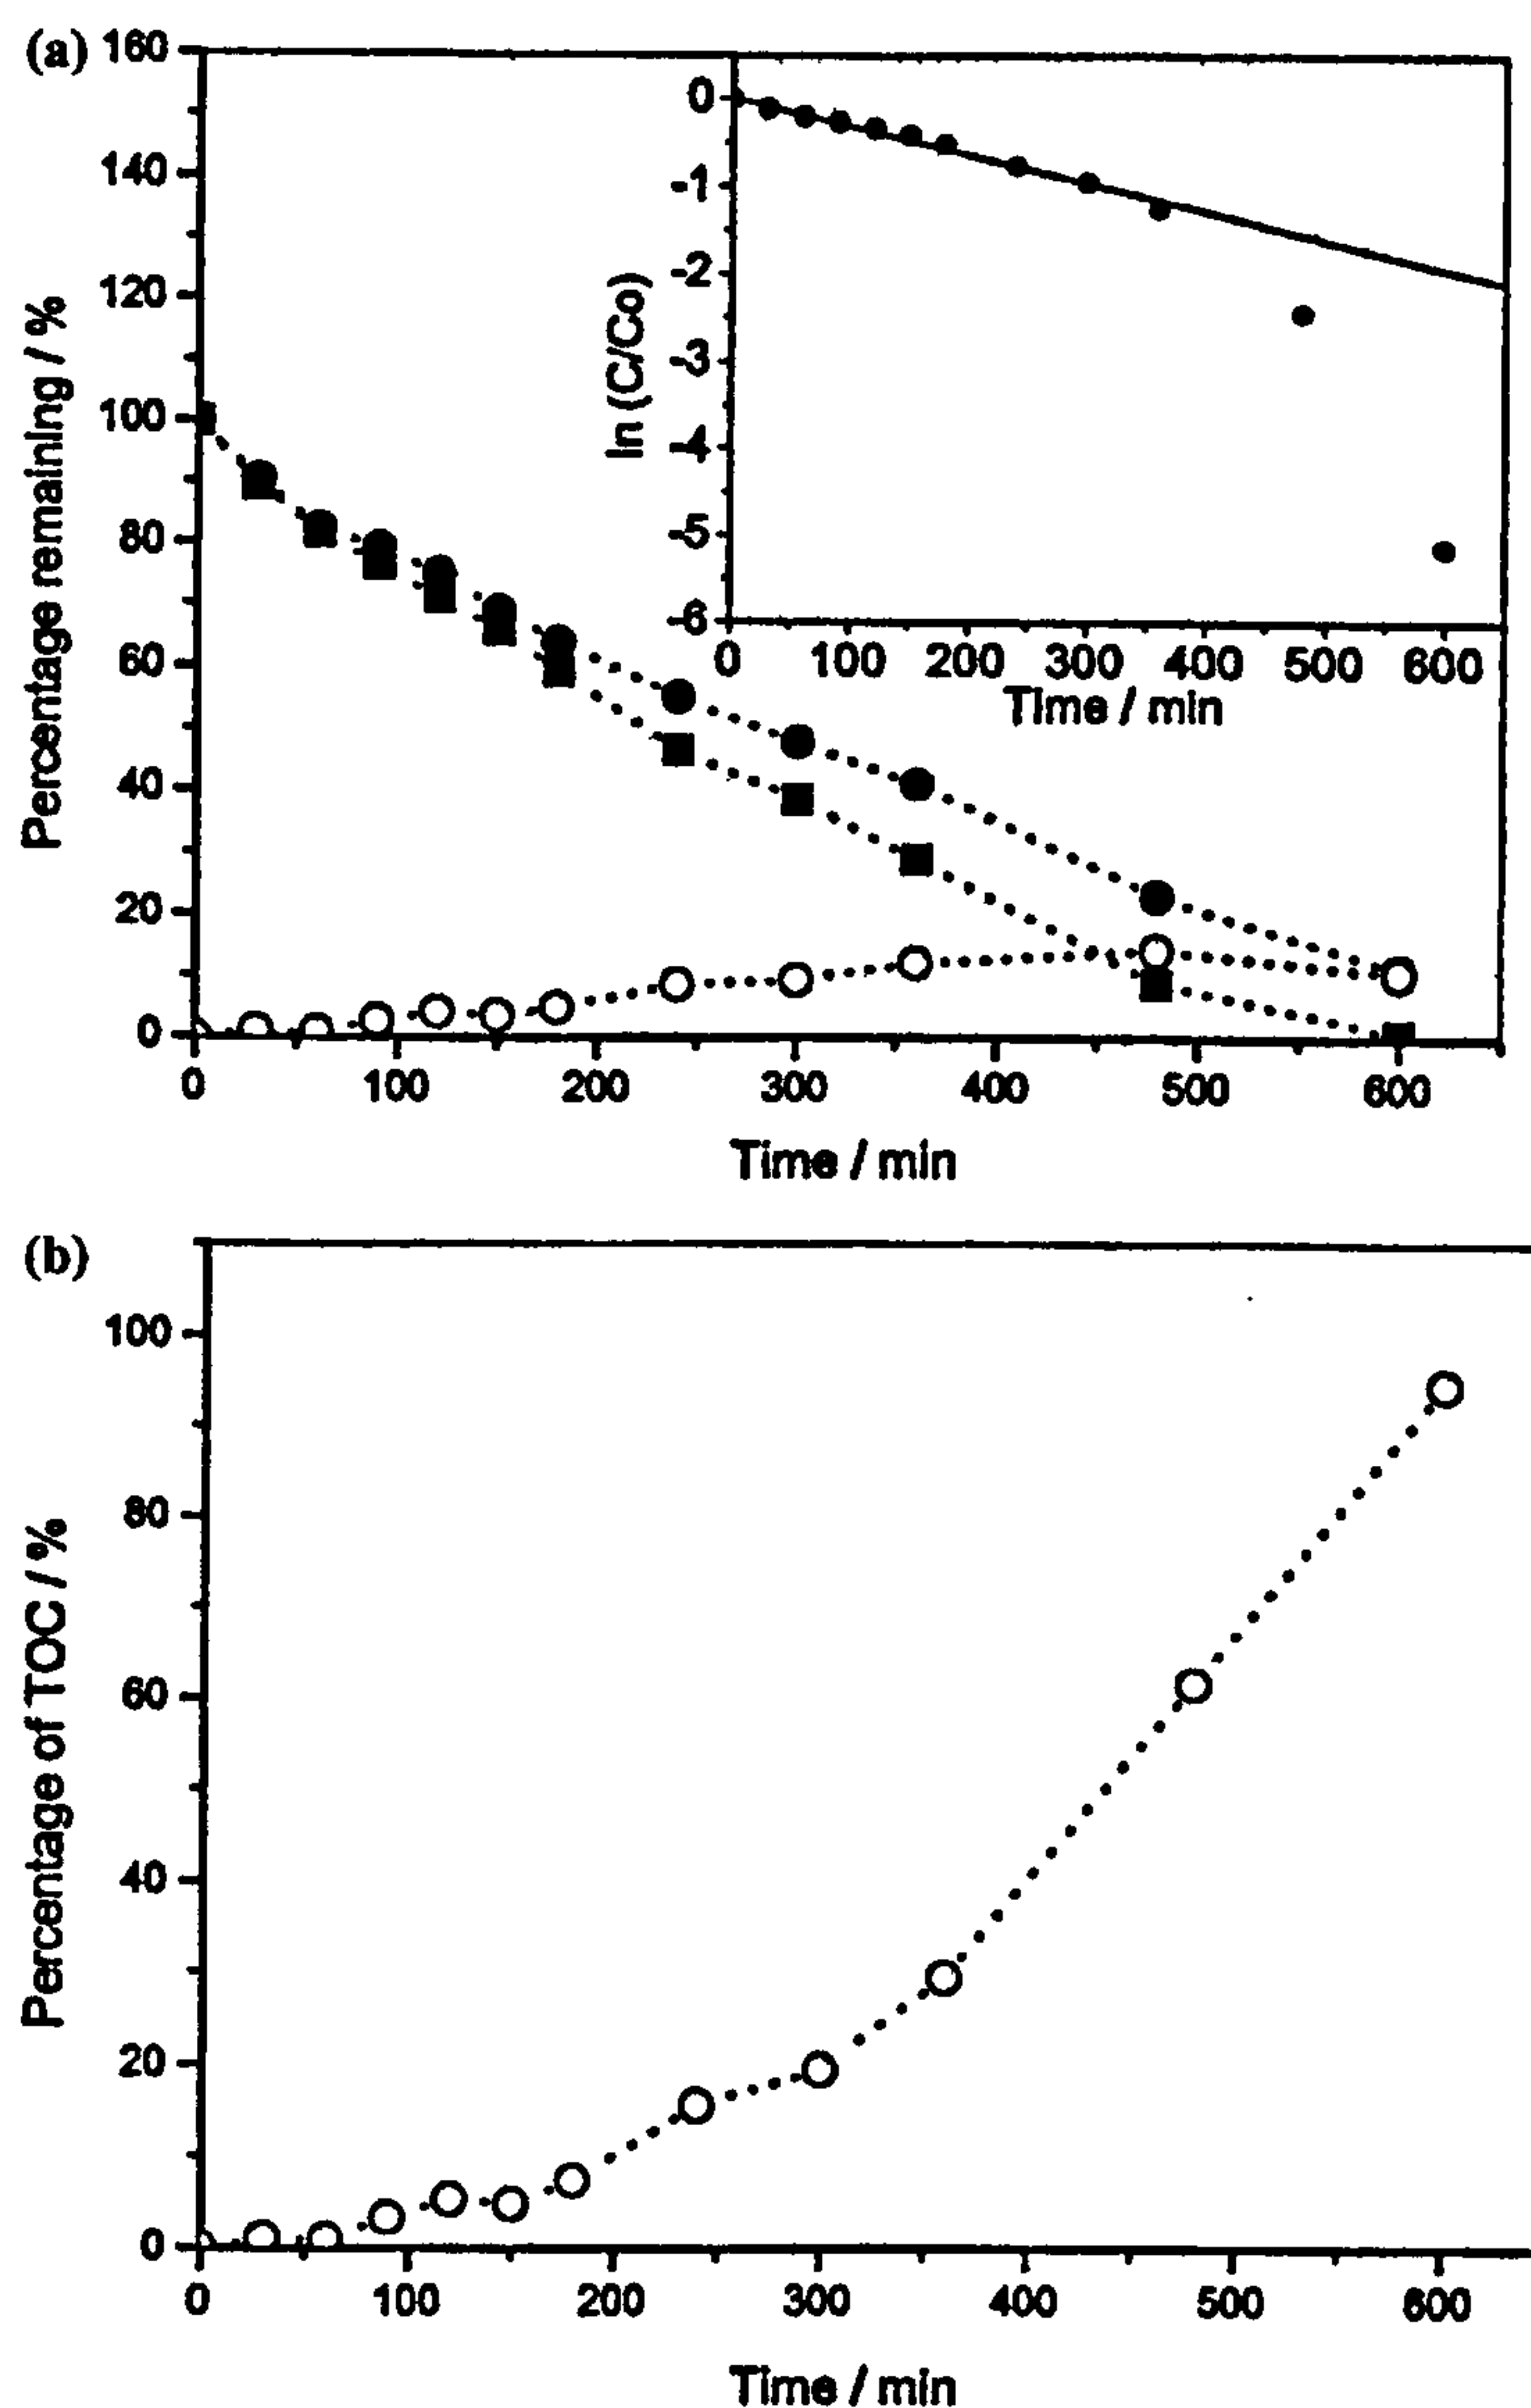 (a)
Percentage remaining / %
160
140
120
100
80
60
40
20
0
0 100 200 300 400 500 600
Time / min
ln (C/Co)
0
-1
-2
-3
-4
-5
-6
0 100 200 300 400 500 600
Time / min
(b)
Percentage of TOC / %
100
80
60
40
20
0
0 100 200 300 400 500 600
Time / min